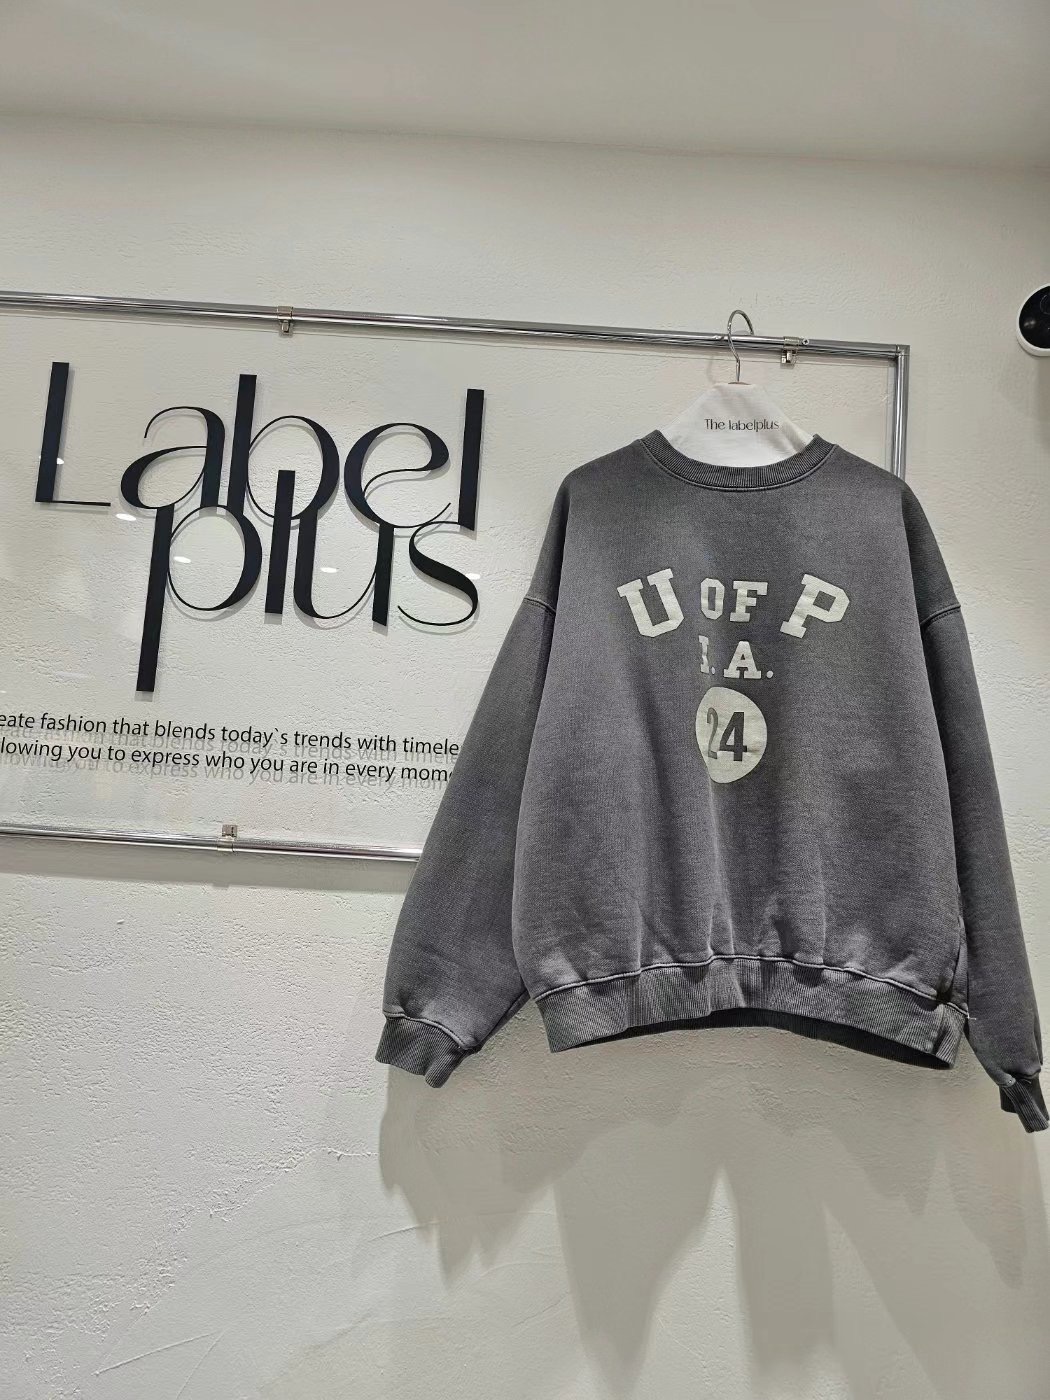 Label
plus
eate fashion that blends today`s trends with timele
llowing you to express who you are in every mom
The labelplus
U OF P
I.A.
24